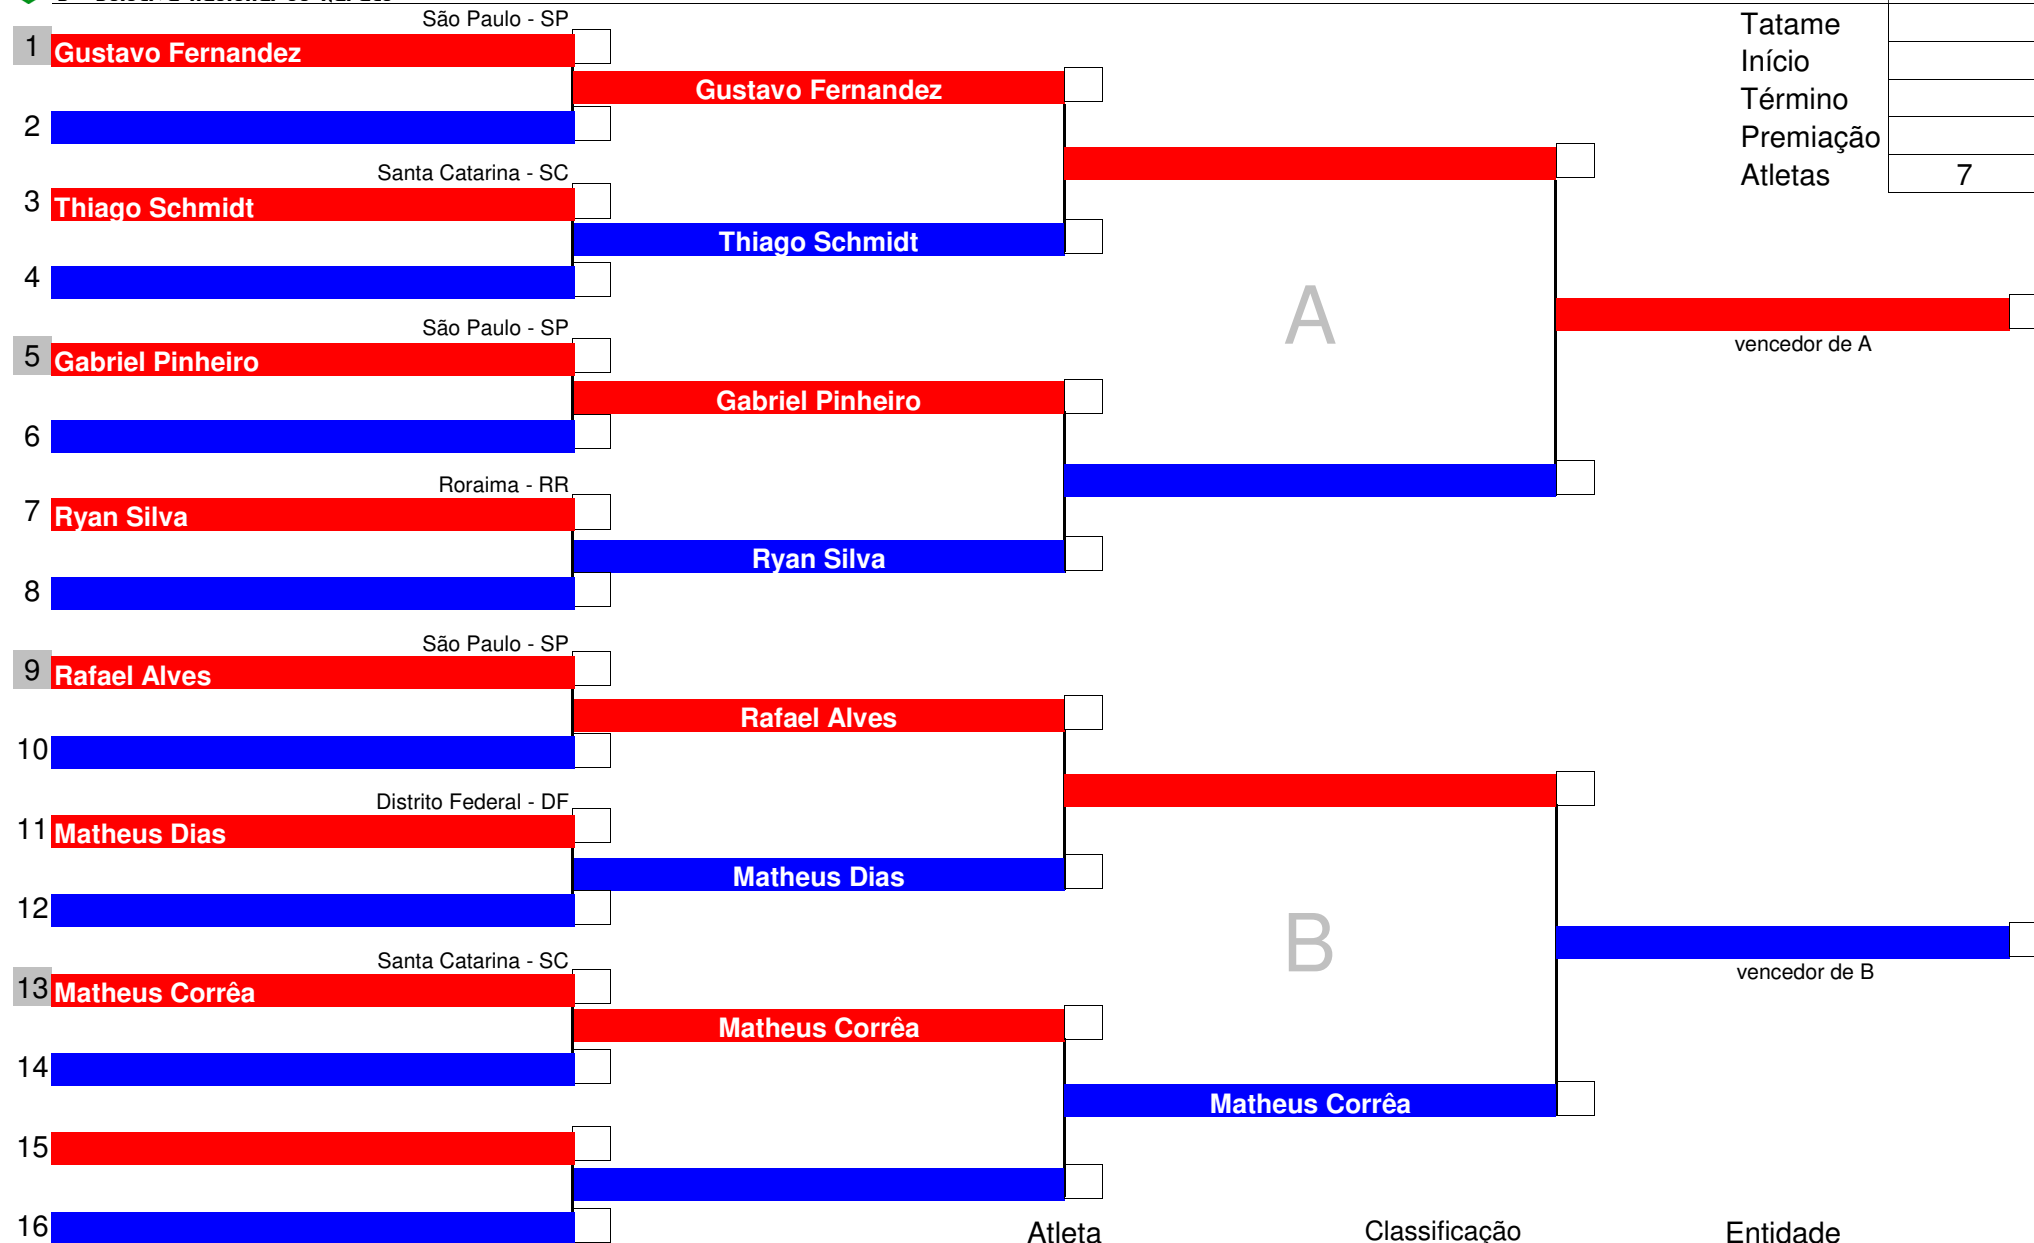 São Paulo - SP
1 Gustavo Fernandez
Gustavo Fernandez
2
Santa Catarina - SC
3 Thiago Schmidt
Thiago Schmidt
4
São Paulo - SP
5 Gabriel Pinheiro
Gabriel Pinheiro
6
Roraima - RR
7 Ryan Silva
Ryan Silva
8
São Paulo - SP
9 Rafael Alves
Rafael Alves
10
Distrito Federal - DF
11 Matheus Dias
Matheus Dias
12
Santa Catarina - SC
13 Matheus Corrêa
Matheus Corrêa
14
Matheus Corrêa
15
16
A
B
vencedor de A
vencedor de B
Tatame
Início
Término
Premiação
Atletas 7
Atleta Classificação Entidade